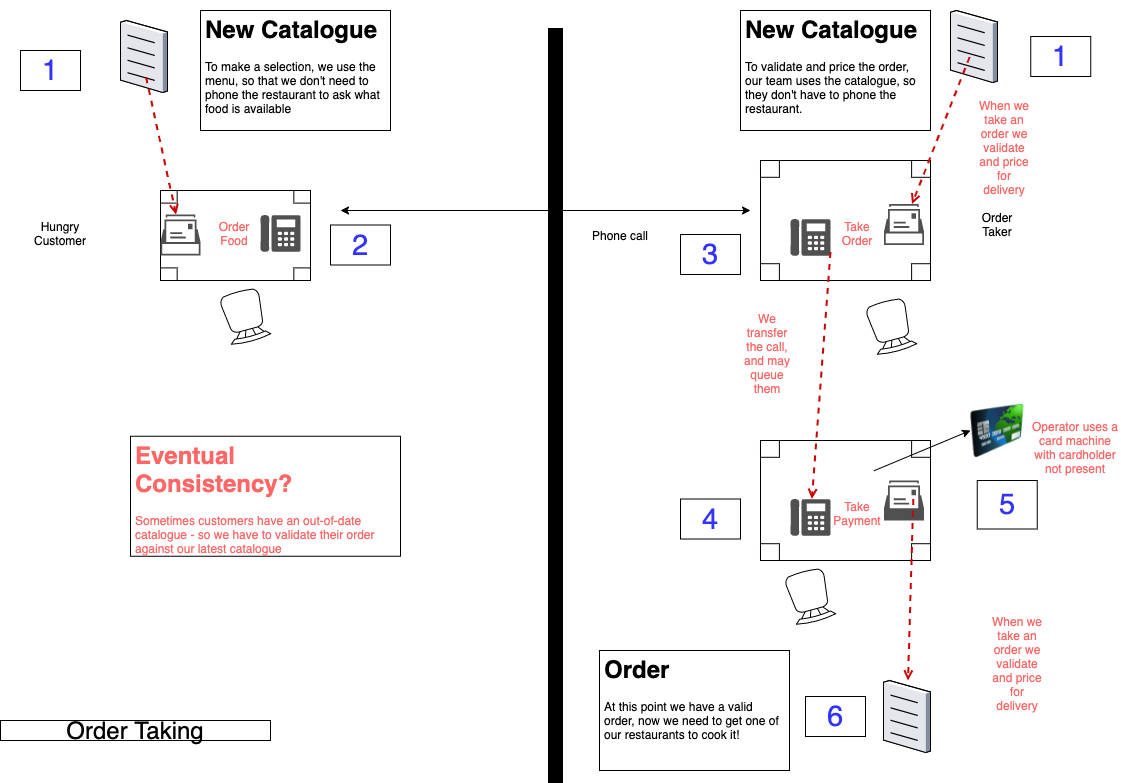 New Catalogue
To make a selection, we use the
menu, so that we don't need to
phone the restaurant to ask what
food is available
1
Hungry
Customer
Order
Food
2
Eventual
Consistency?
Sometimes customers have an out-of-date
catalogue - so we have to validate their order
against our latest catalogue
Order Taking
Phone call
New Catalogue
To validate and price the order,
our team uses the catalogue, so
they don't have to phone the
restaurant.
1
When we
take an
order we
validate
and price
for
delivery
Order
Taker
Take
Order
3
We
transfer
the call,
and may
queue
them
Operator uses a
card machine
with cardholder
not present
4
Take
Payment
5
When we
take an
order we
validate
and price
for
delivery
Order
At this point we have a valid
order, now we need to get one of
our restaurants to cook it!
6